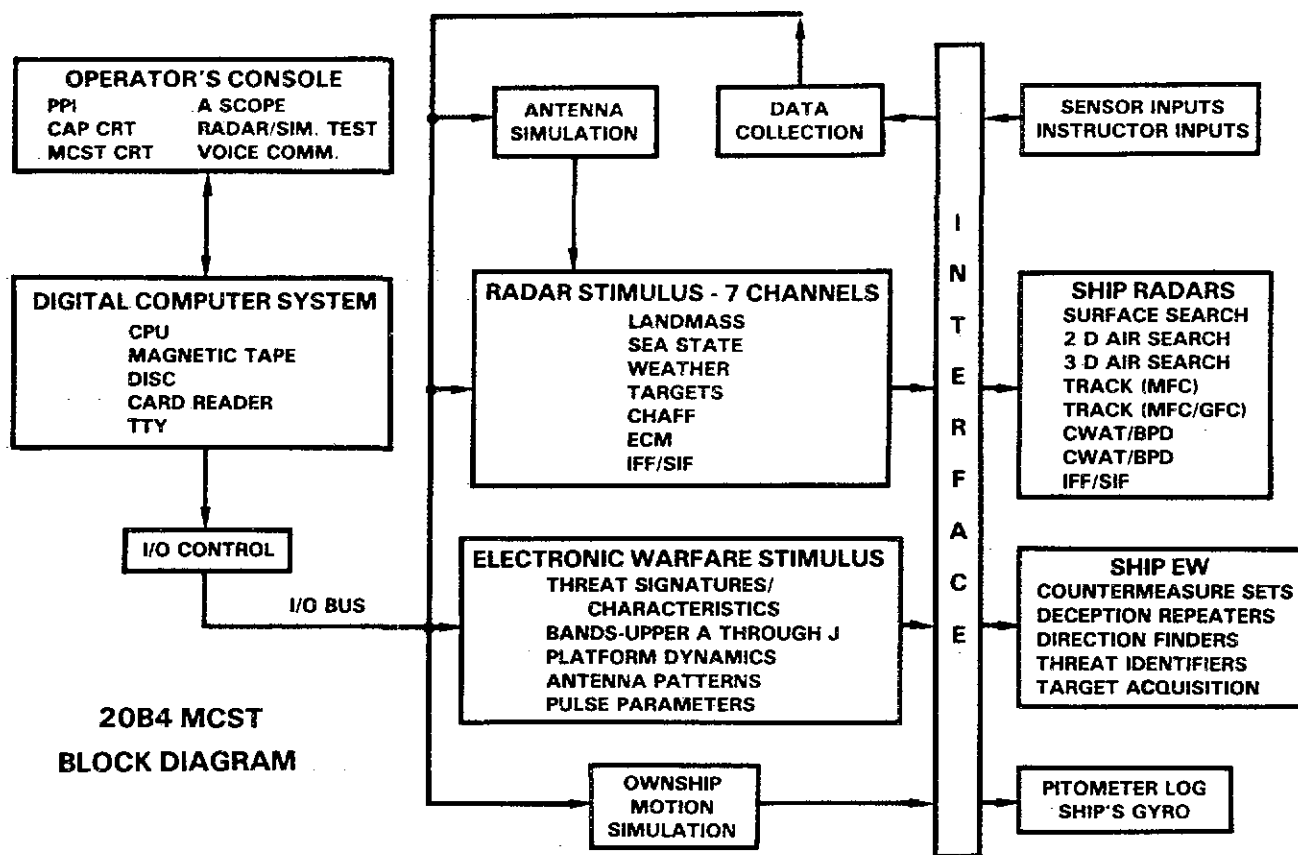 OPERATOR'S CONSOLE
PPI A SCOPE
CAP CRT RADAR/SIM. TEST
MCST CRT VOICE COMM.
ANTENNA
SIMULATION
DATA
COLLECTION
SENSOR INPUTS
INSTRUCTOR INPUTS
DIGITAL COMPUTER SYSTEM
CPU
MAGNETIC TAPE
DISC
CARD READER
TTY
RADAR STIMULUS - 7 CHANNELS
LANDMASS
SEA STATE
WEATHER
TARGETS
CHAFF
ECM
IFF/SIF
INTERFACE
SHIP RADARS
SURFACE SEARCH
2 D AIR SEARCH
3 D AIR SEARCH
TRACK (MFC)
TRACK (MFC/GFC)
CWAT/BPD
CWAT/BPD
IFF/SIF
I/O CONTROL
I/O BUS
ELECTRONIC WARFARE STIMULUS
THREAT SIGNATURES/
CHARACTERISTICS
BANDS-UPPER A THROUGH J
PLATFORM DYNAMICS
ANTENNA PATTERNS
PULSE PARAMETERS
SHIP EW
COUNTERMEASURE SETS
DECEPTION REPEATERS
DIRECTION FINDERS
THREAT IDENTIFIERS
TARGET ACQUISITION
20B4 MCST
BLOCK DIAGRAM
OWNSHIP
MOTION
SIMULATION
PITOMETER LOG
SHIP'S GYRO